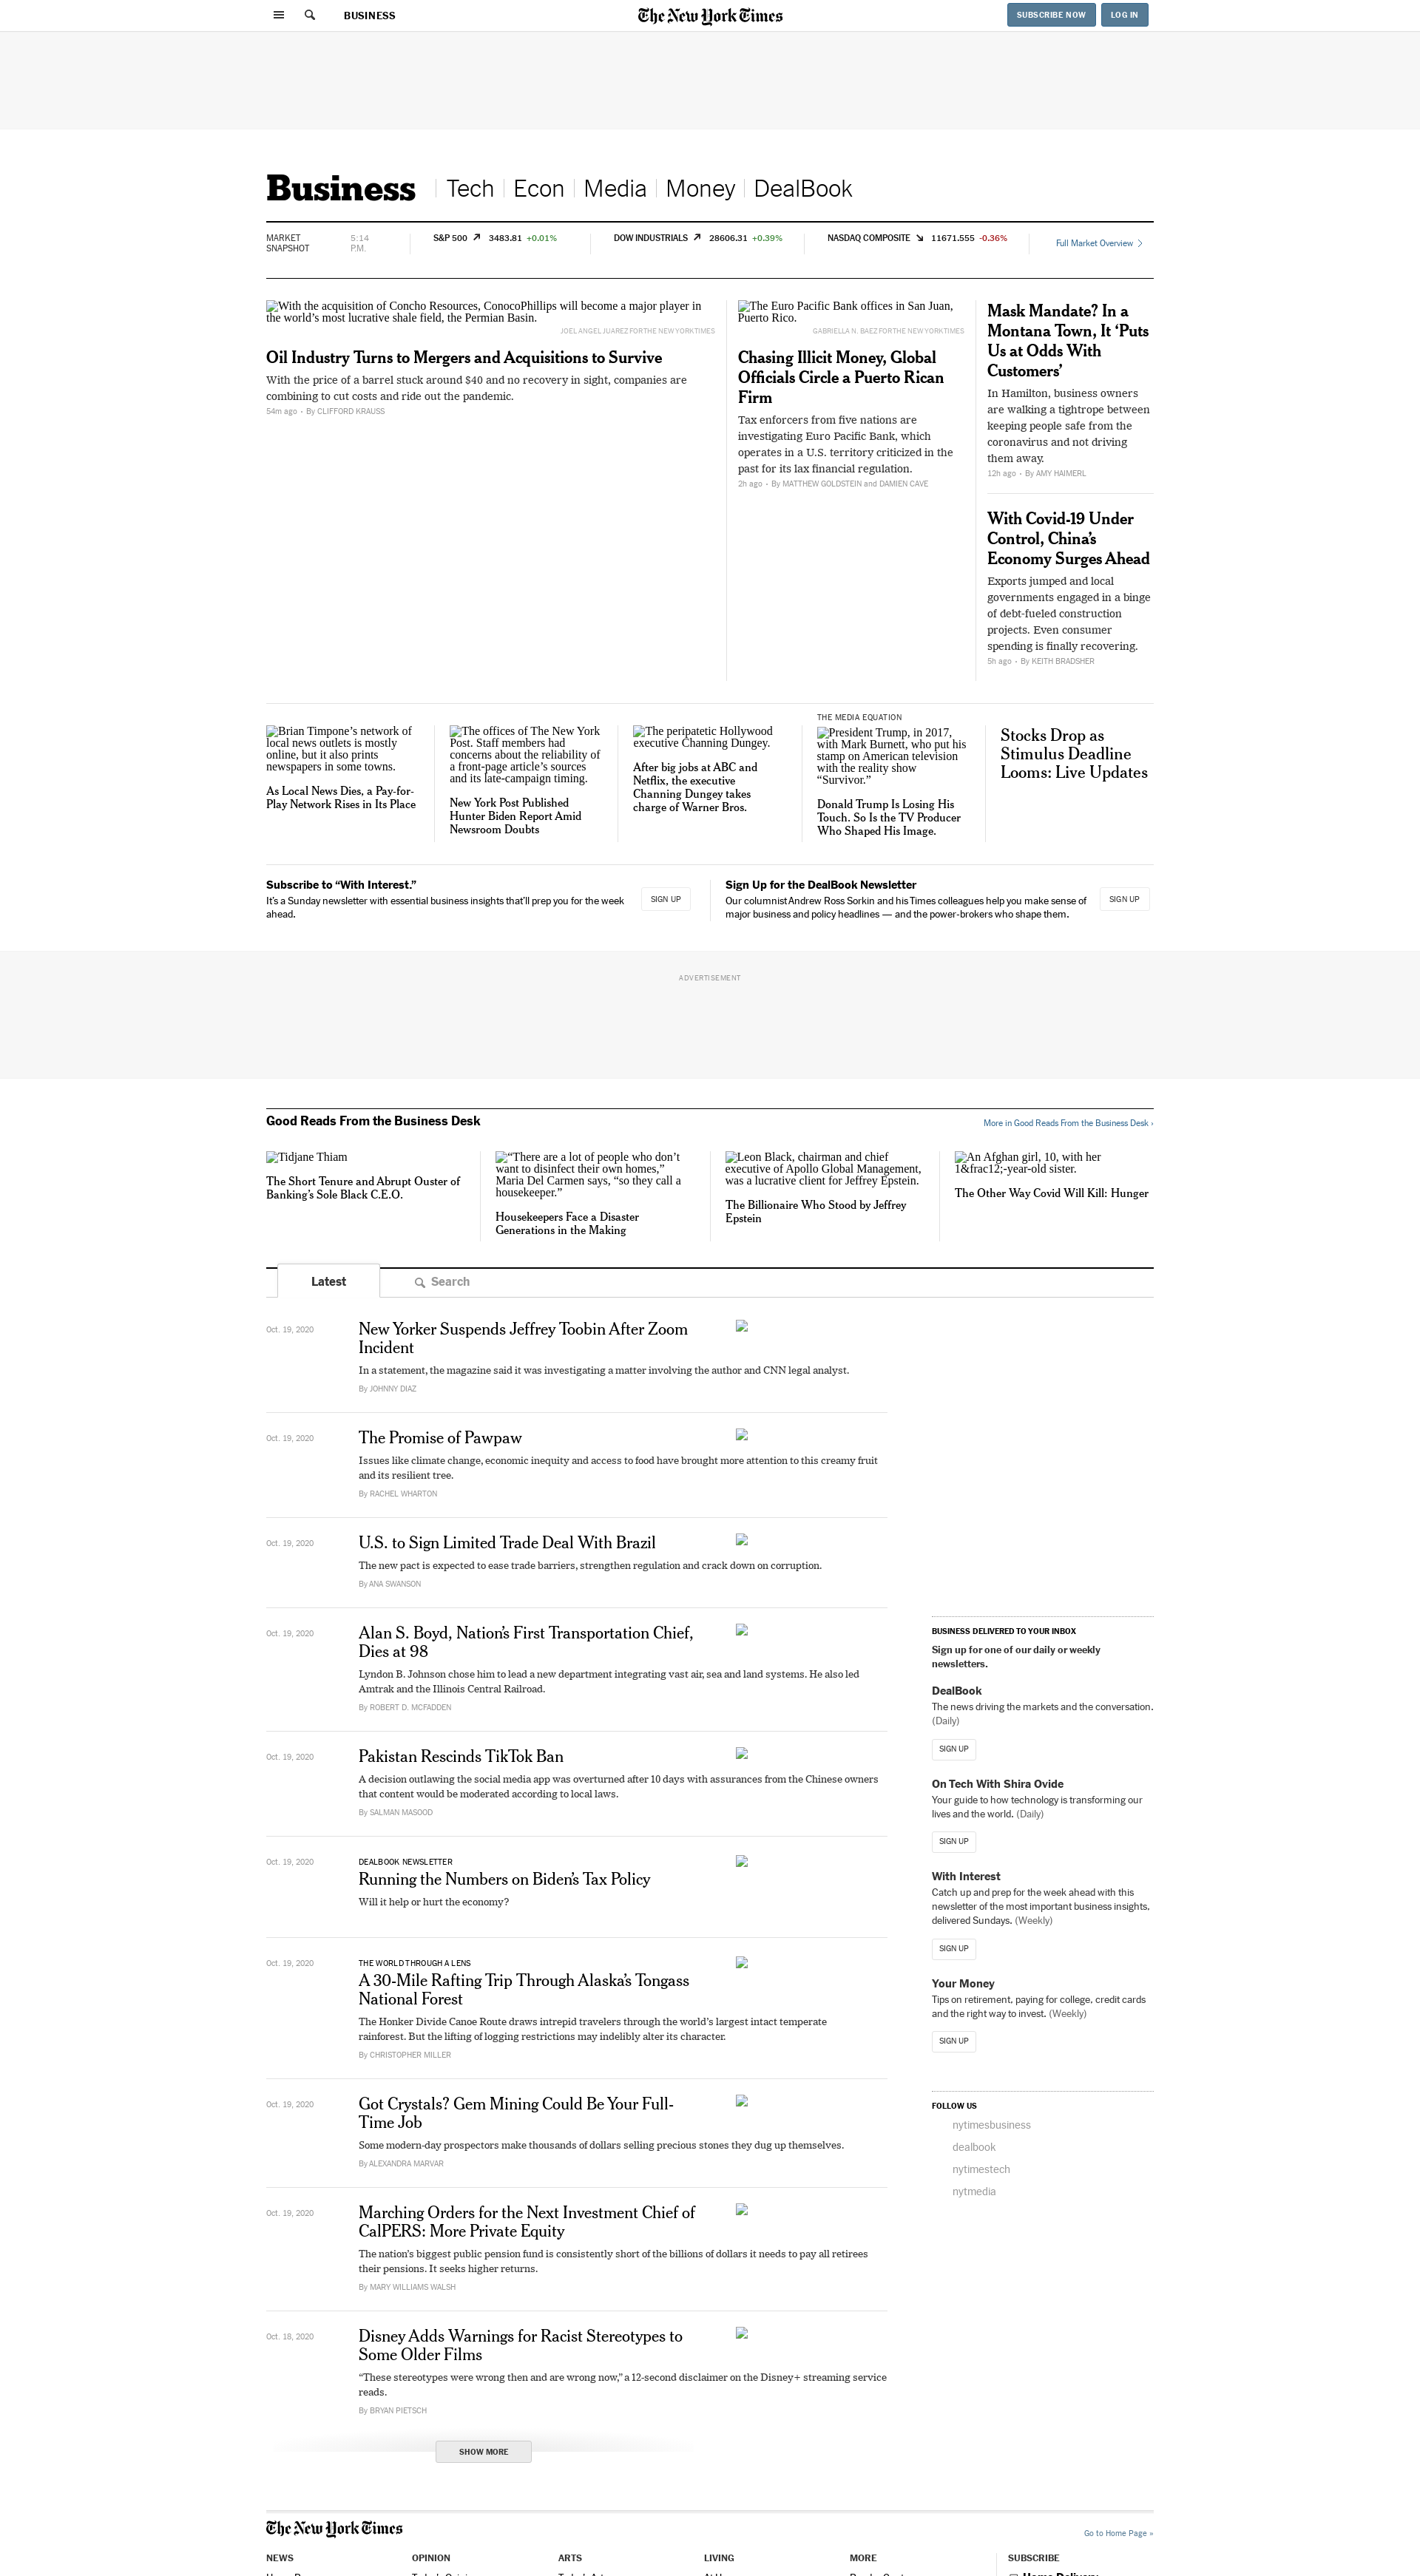 BUSINESS
The New York Times
SUBSCRIBE NOW
LOG IN
Business
Tech
Econ
Media
Money
DealBook
MARKET
SNAPSHOT
5:14
P.M.
S&P 500 3483.81 +0.01%
DOW INDUSTRIALS 28606.31 +0.39%
NASDAQ COMPOSITE 11671.555 -0.36%
Full Market Overview
With the acquisition of Concho Resources, ConocoPhillips will become a major player in
the world’s most lucrative shale field, the Permian Basin.
JOEL ANGEL JUAREZ FOR THE NEW YORK TIMES
Oil Industry Turns to Mergers and Acquisitions to Survive
With the price of a barrel stuck around $40 and no recovery in sight, companies are
combining to cut costs and ride out the pandemic.
54m ago • By CLIFFORD KRAUSS
The Euro Pacific Bank offices in San Juan,
Puerto Rico.
GABRIELLA N. BAEZ FOR THE NEW YORK TIMES
Chasing Illicit Money, Global
Officials Circle a Puerto Rican
Firm
Tax enforcers from five nations are
investigating Euro Pacific Bank, which
operates in a U.S. territory criticized in the
past for its lax financial regulation.
2h ago • By MATTHEW GOLDSTEIN and DAMIEN CAVE
Mask Mandate? In a
Montana Town, It ‘Puts
Us at Odds With
Customers’
In Hamilton, business owners
are walking a tightrope between
keeping people safe from the
coronavirus and not driving
them away.
12h ago • By AMY HAIMERL
With Covid-19 Under
Control, China’s
Economy Surges Ahead
Exports jumped and local
governments engaged in a binge
of debt-fueled construction
projects. Even consumer
spending is finally recovering.
5h ago • By KEITH BRADSHER
Brian Timpone’s network of
local news outlets is mostly
online, but it also prints
newspapers in some towns.
As Local News Dies, a Pay-for-
Play Network Rises in Its Place
The offices of The New York
Post. Staff members had
concerns about the reliability of
a front-page article’s sources
and its late-campaign timing.
New York Post Published
Hunter Biden Report Amid
Newsroom Doubts
The peripatetic Hollywood
executive Channing Dungey.
After big jobs at ABC and
Netflix, the executive
Channing Dungey takes
charge of Warner Bros.
THE MEDIA EQUATION
President Trump, in 2017,
with Mark Burnett, who put his
stamp on American television
with the reality show
“Survivor.”
Donald Trump Is Losing His
Touch. So Is the TV Producer
Who Shaped His Image.
Stocks Drop as
Stimulus Deadline
Looms: Live Updates
Subscribe to “With Interest.”
It’s a Sunday newsletter with essential business insights that’ll prep you for the week
ahead.
SIGN UP
Sign Up for the DealBook Newsletter
Our columnist Andrew Ross Sorkin and his Times colleagues help you make sense of
major business and policy headlines — and the power-brokers who shape them.
SIGN UP
ADVERTISEMENT
Good Reads From the Business Desk
More in Good Reads From the Business Desk ›
Tidjane Thiam
The Short Tenure and Abrupt Ouster of
Banking’s Sole Black C.E.O.
“There are a lot of people who don’t
want to disinfect their own homes,”
Maria Del Carmen says, “so they call a
housekeeper.”
Housekeepers Face a Disaster
Generations in the Making
Leon Black, chairman and chief
executive of Apollo Global Management,
was a lucrative client for Jeffrey Epstein.
The Billionaire Who Stood by Jeffrey
Epstein
An Afghan girl, 10, with her
1&frac12;-year-old sister.
The Other Way Covid Will Kill: Hunger
Latest
Search
Oct. 19, 2020
New Yorker Suspends Jeffrey Toobin After Zoom
Incident
In a statement, the magazine said it was investigating a matter involving the author and CNN legal analyst.
By JOHNNY DIAZ
Oct. 19, 2020
The Promise of Pawpaw
Issues like climate change, economic inequity and access to food have brought more attention to this creamy fruit
and its resilient tree.
By RACHEL WHARTON
Oct. 19, 2020
U.S. to Sign Limited Trade Deal With Brazil
The new pact is expected to ease trade barriers, strengthen regulation and crack down on corruption.
By ANA SWANSON
Oct. 19, 2020
Alan S. Boyd, Nation’s First Transportation Chief,
Dies at 98
Lyndon B. Johnson chose him to lead a new department integrating vast air, sea and land systems. He also led
Amtrak and the Illinois Central Railroad.
By ROBERT D. MCFADDEN
Oct. 19, 2020
Pakistan Rescinds TikTok Ban
A decision outlawing the social media app was overturned after 10 days with assurances from the Chinese owners
that content would be moderated according to local laws.
By SALMAN MASOOD
Oct. 19, 2020
DEALBOOK NEWSLETTER
Running the Numbers on Biden’s Tax Policy
Will it help or hurt the economy?
Oct. 19, 2020
THE WORLD THROUGH A LENS
A 30-Mile Rafting Trip Through Alaska’s Tongass
National Forest
The Honker Divide Canoe Route draws intrepid travelers through the world’s largest intact temperate
rainforest. But the lifting of logging restrictions may indelibly alter its character.
By CHRISTOPHER MILLER
Oct. 19, 2020
Got Crystals? Gem Mining Could Be Your Full-
Time Job
Some modern-day prospectors make thousands of dollars selling precious stones they dug up themselves.
By ALEXANDRA MARVAR
Oct. 19, 2020
Marching Orders for the Next Investment Chief of
CalPERS: More Private Equity
The nation’s biggest public pension fund is consistently short of the billions of dollars it needs to pay all retirees
their pensions. It seeks higher returns.
By MARY WILLIAMS WALSH
Oct. 18, 2020
Disney Adds Warnings for Racist Stereotypes to
Some Older Films
“These stereotypes were wrong then and are wrong now,” a 12-second disclaimer on the Disney+ streaming service
reads.
By BRYAN PIETSCH
SHOW MORE
BUSINESS DELIVERED TO YOUR INBOX
Sign up for one of our daily or weekly
newsletters.
DealBook
The news driving the markets and the conversation.
(Daily)
SIGN UP
On Tech With Shira Ovide
Your guide to how technology is transforming our
lives and the world. (Daily)
SIGN UP
With Interest
Catch up and prep for the week ahead with this
newsletter of the most important business insights,
delivered Sundays. (Weekly)
SIGN UP
Your Money
Tips on retirement, paying for college, credit cards
and the right way to invest. (Weekly)
SIGN UP
FOLLOW US
nytimesbusiness
dealbook
nytimestech
nytmedia
The New York Times
Go to Home Page »
NEWS
OPINION
ARTS
LIVING
MORE
SUBSCRIBE